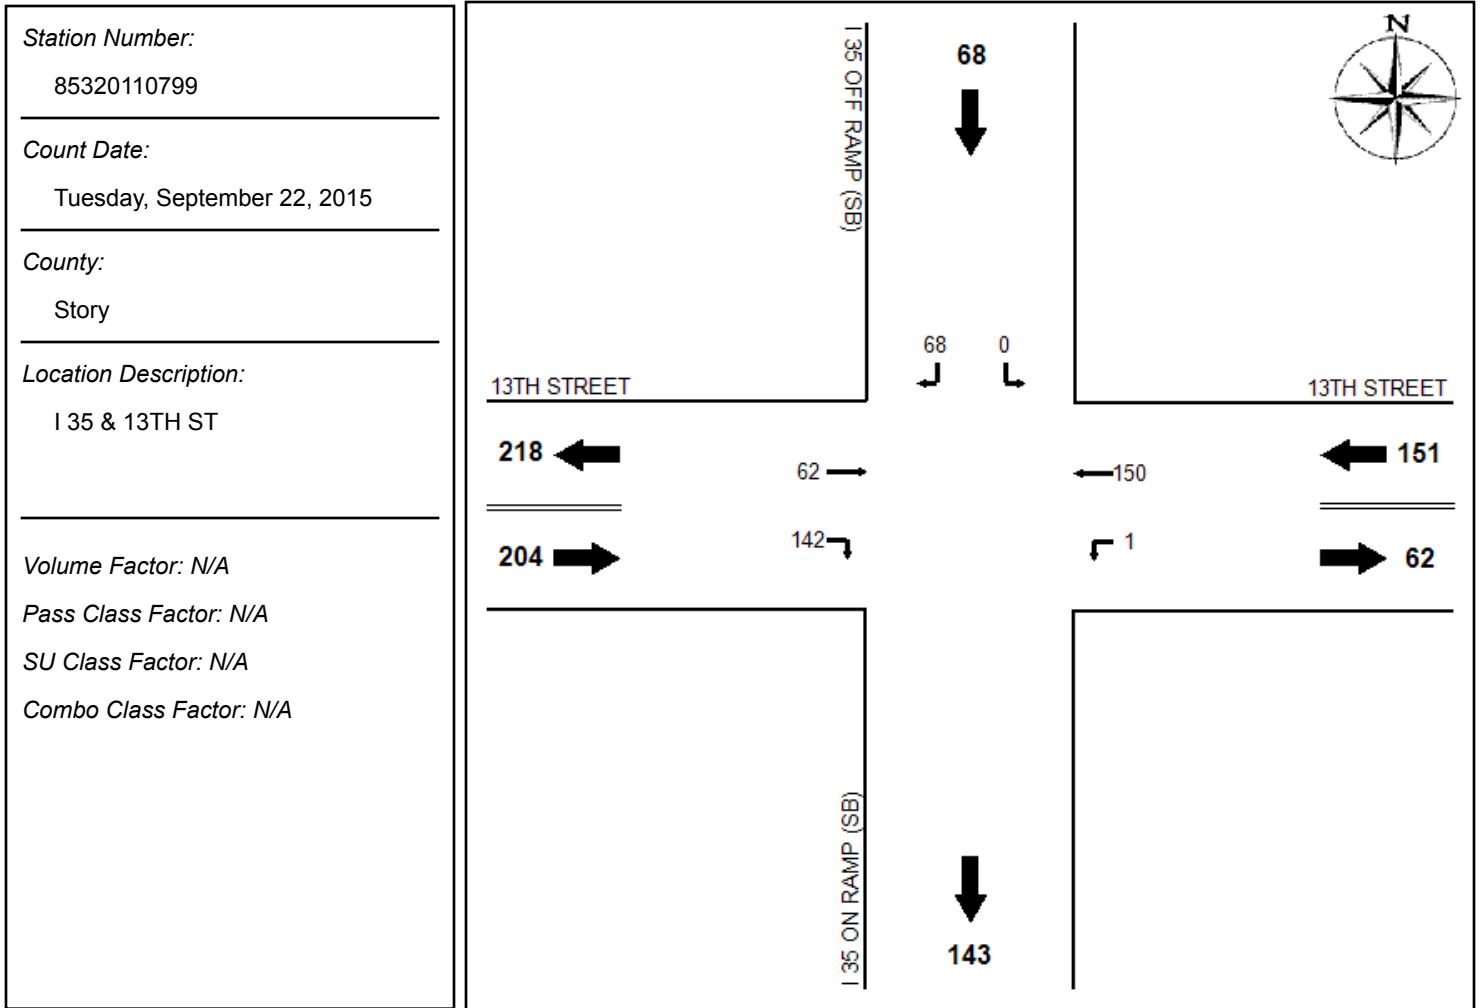 Station Number:
85320110799
Count Date:
Tuesday, September 22, 2015
County:
Story
Location Description:
I 35 & 13TH ST
Volume Factor: N/A
Pass Class Factor: N/A
SU Class Factor: N/A
Combo Class Factor: N/A
N
I 35 OFF RAMP (SB)
68
68 0
13TH STREET
13TH STREET
218
62
150
151
204
142
1
62
I 35 ON RAMP (SB)
143